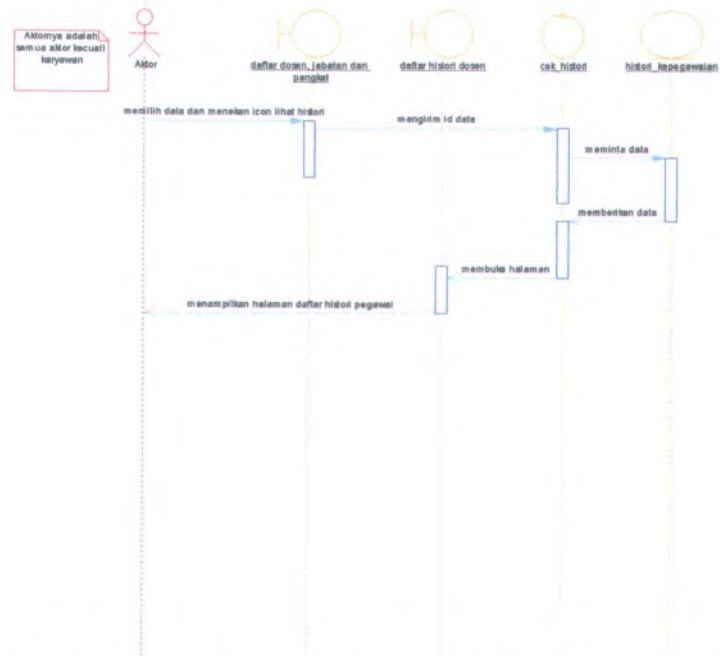 Aktornya adalah
semua aktor kecuali
karyawan
Aktor
daftar dosen, jabatan dan
pangkat
daftar histori dosen
cek_histori
histori_kepegawaian
memilih data dan menekan icon lihat histori
mengirim id data
meminta data
memberikan data
membuka halaman
menampilkan halaman daftar histori pegawai